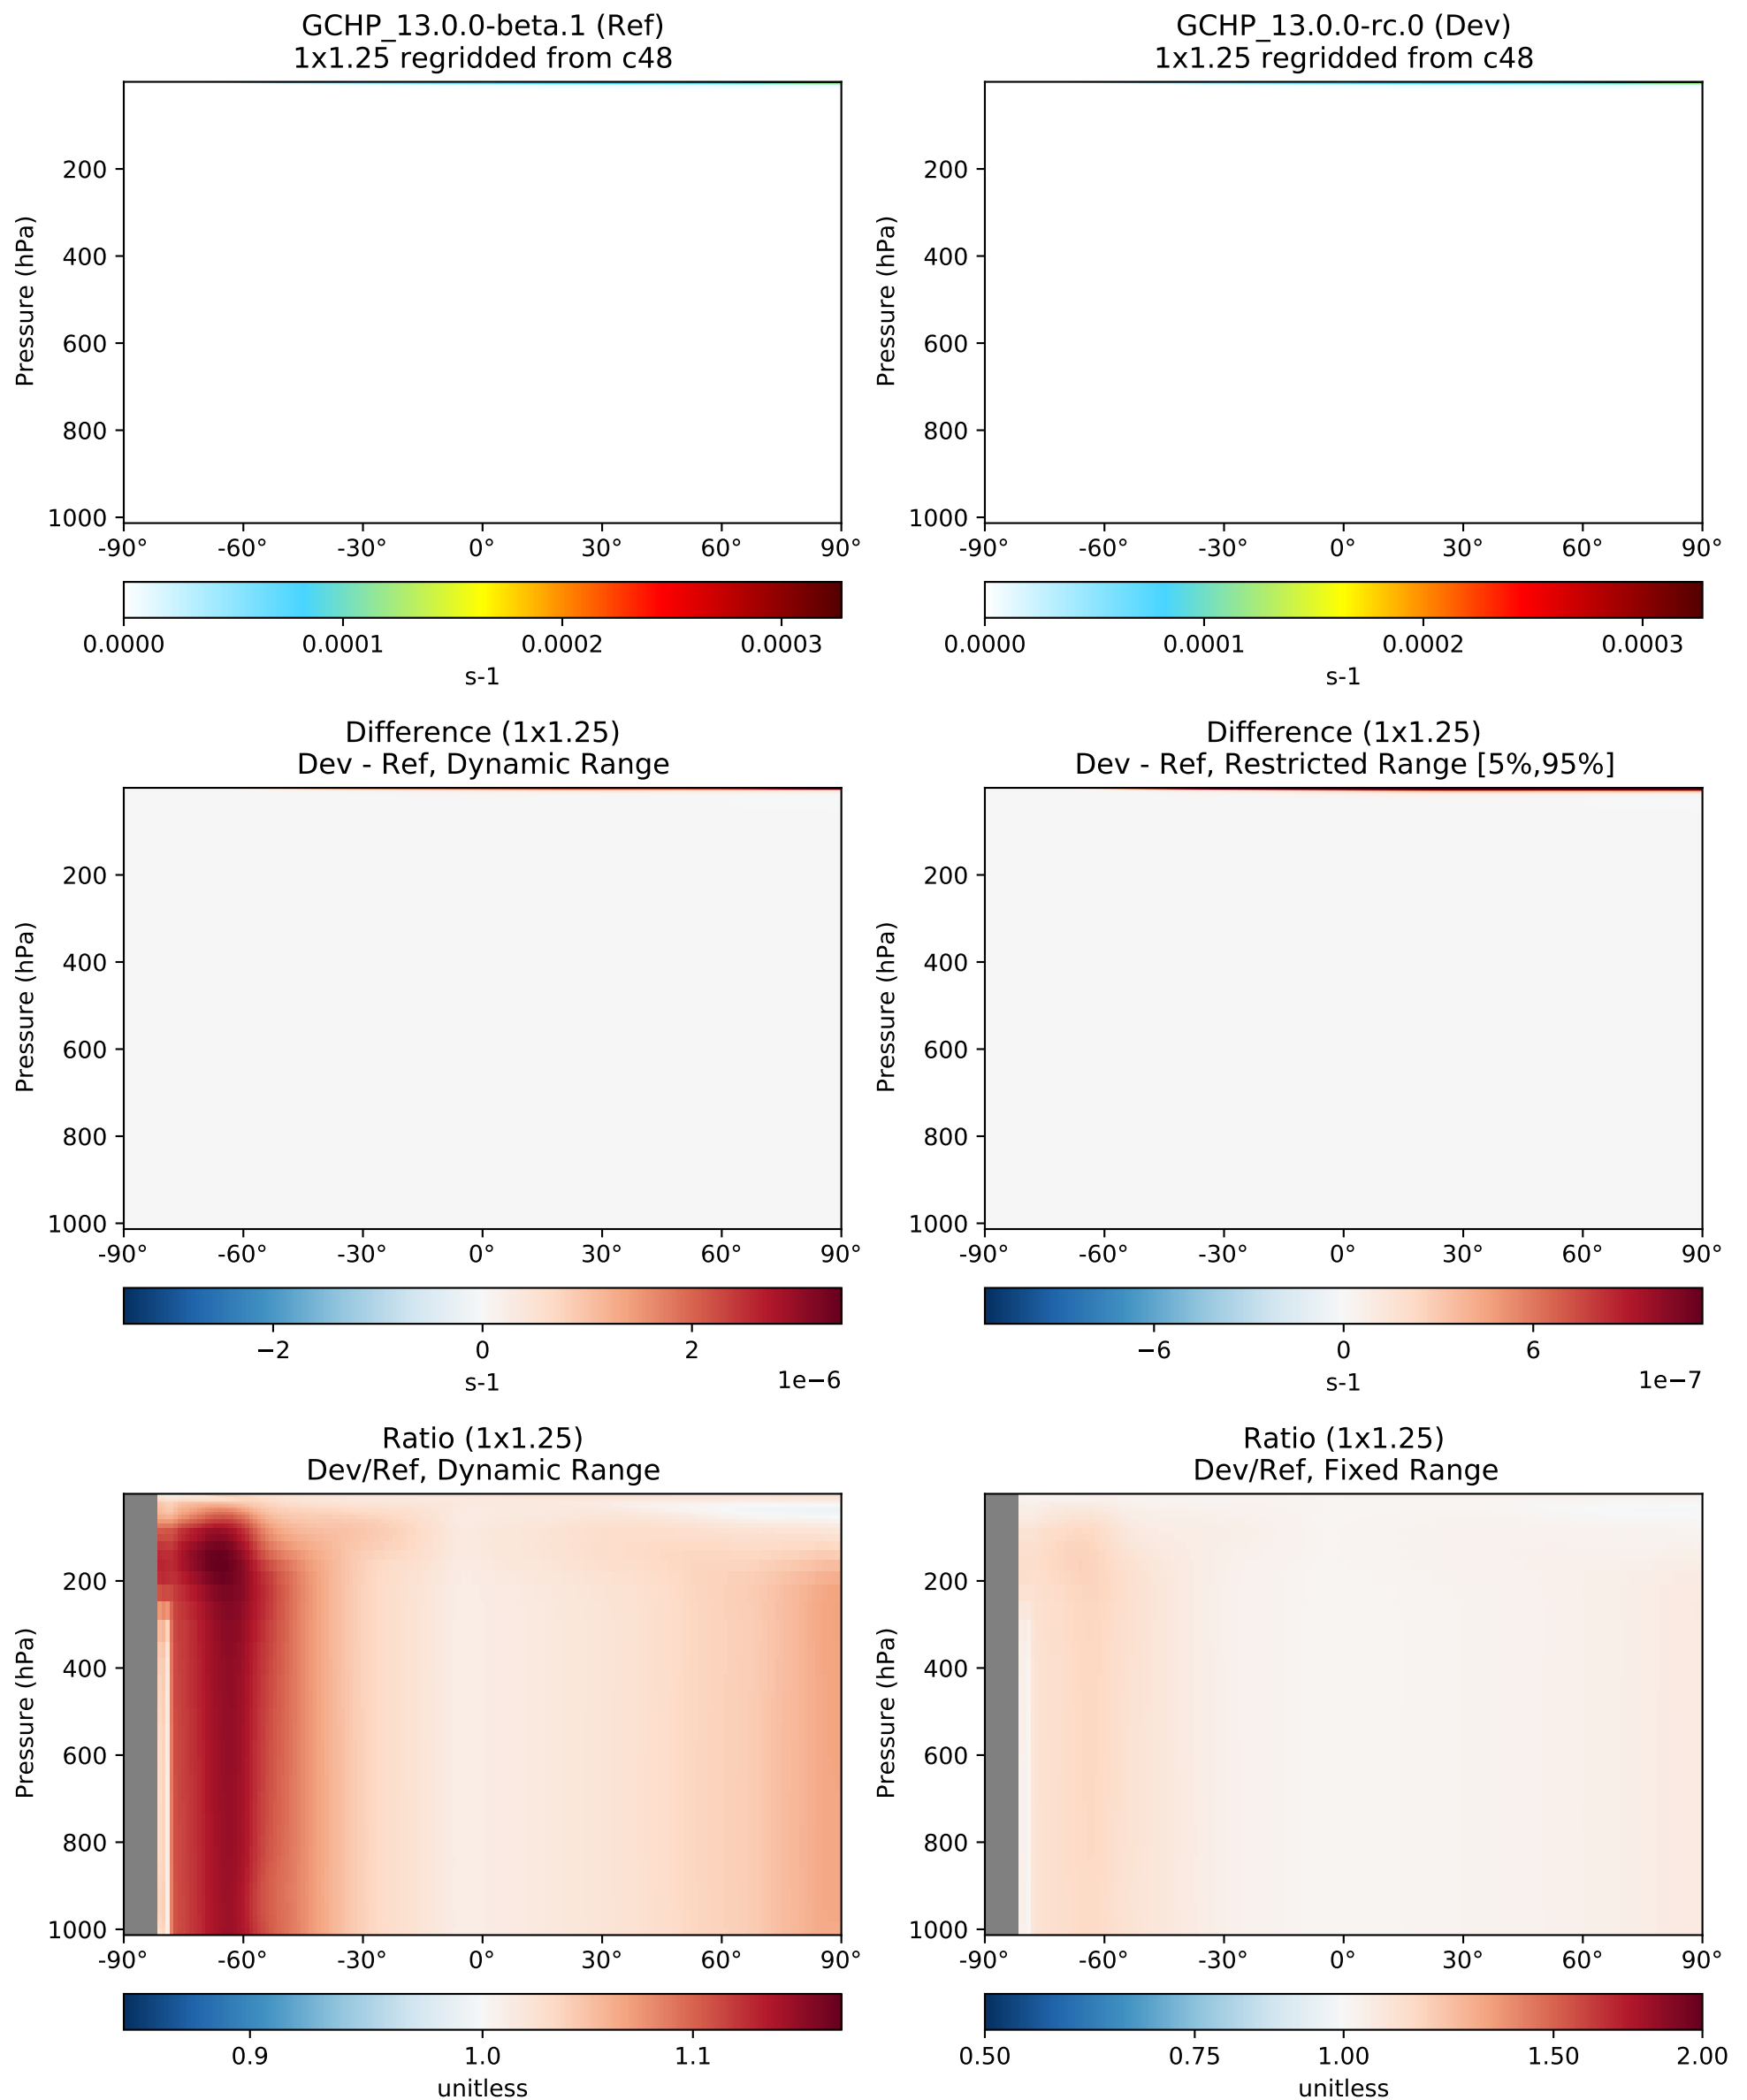 GCHP_13.0.0-beta.1 (Ref)
1x1.25 regridded from c48
Pressure (hPa)
200
400
600
800
1000
-90° -60° -30° 0° 30° 60° 90°
0.0000 0.0001 0.0002 0.0003
s-1
GCHP_13.0.0-rc.0 (Dev)
1x1.25 regridded from c48
Pressure (hPa)
200
400
600
800
1000
-90° -60° -30° 0° 30° 60° 90°
0.0000 0.0001 0.0002 0.0003
s-1
Difference (1x1.25)
Dev - Ref, Dynamic Range
Pressure (hPa)
200
400
600
800
1000
-90° -60° -30° 0° 30° 60° 90°
−2 0 2
s-1 1e−6
Difference (1x1.25)
Dev - Ref, Restricted Range [5%,95%]
Pressure (hPa)
200
400
600
800
1000
-90° -60° -30° 0° 30° 60° 90°
−6 0 6
s-1 1e−7
Ratio (1x1.25)
Dev/Ref, Dynamic Range
Pressure (hPa)
200
400
600
800
1000
-90° -60° -30° 0° 30° 60° 90°
0.9 1.0 1.1
unitless
Ratio (1x1.25)
Dev/Ref, Fixed Range
Pressure (hPa)
200
400
600
800
1000
-90° -60° -30° 0° 30° 60° 90°
0.50 0.75 1.00 1.50 2.00
unitless